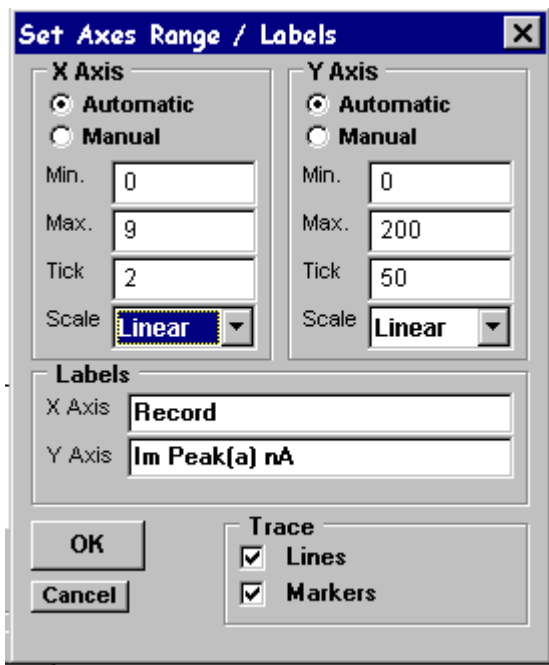 Set Axes Range / Labels
X Axis
Automatic
Manual
Min. 0
Max. 9
Tick 2
Scale Linear
Y Axis
Automatic
Manual
Min. 0
Max. 200
Tick 50
Scale Linear
Labels
X Axis Record
Y Axis Im Peak(a) nA
OK
Cancel
Trace
Lines
Markers